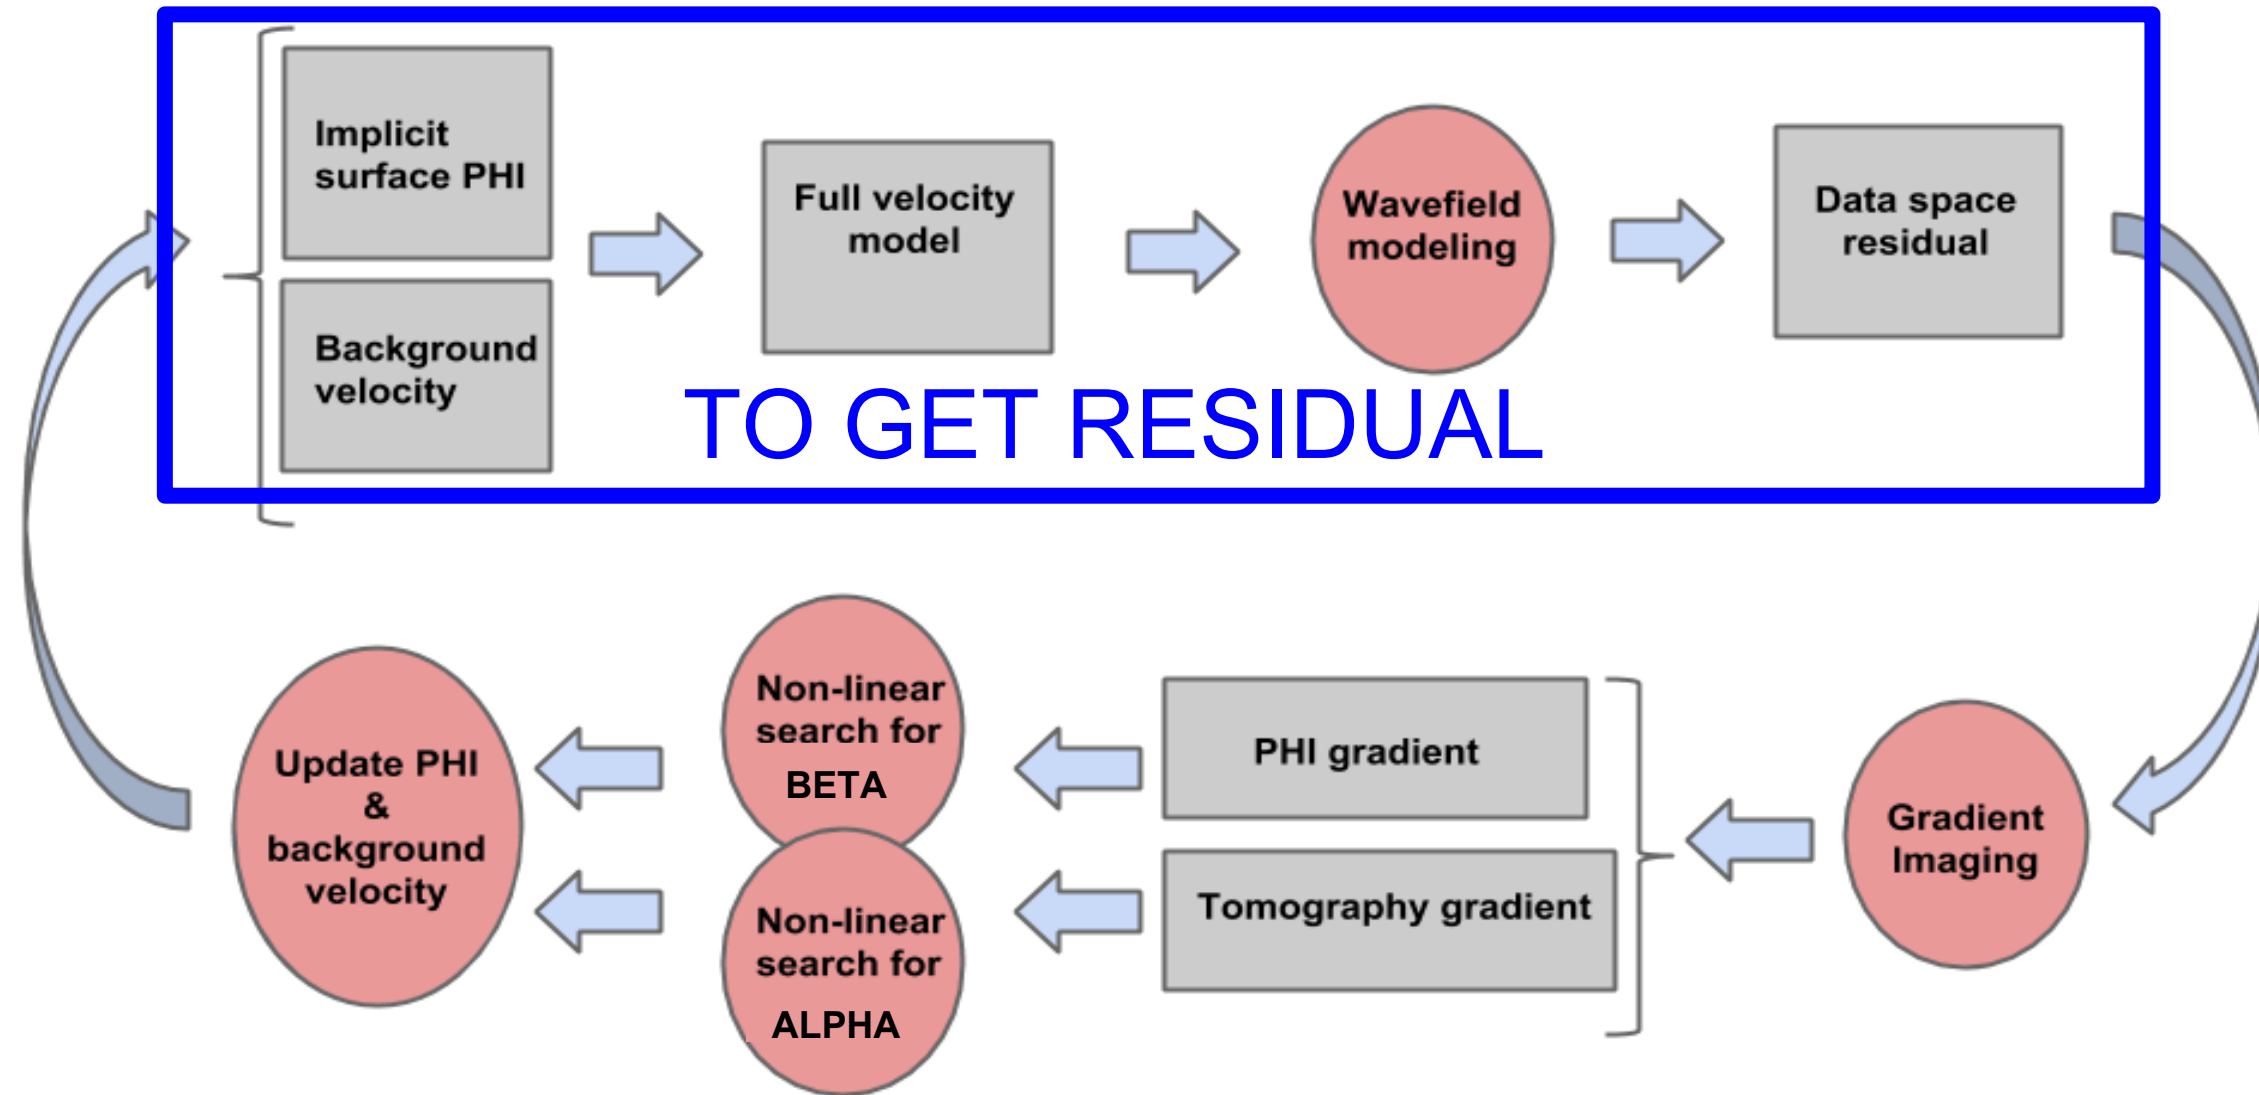 Implicit
surface PHI
Background
velocity
Full velocity
model
Wavefield
modeling
Data space
residual
TO GET RESIDUAL
Update PHI
&
background
velocity
Non-linear
search for
BETA
Non-linear
search for
ALPHA
PHI gradient
Tomography gradient
Gradient
Imaging